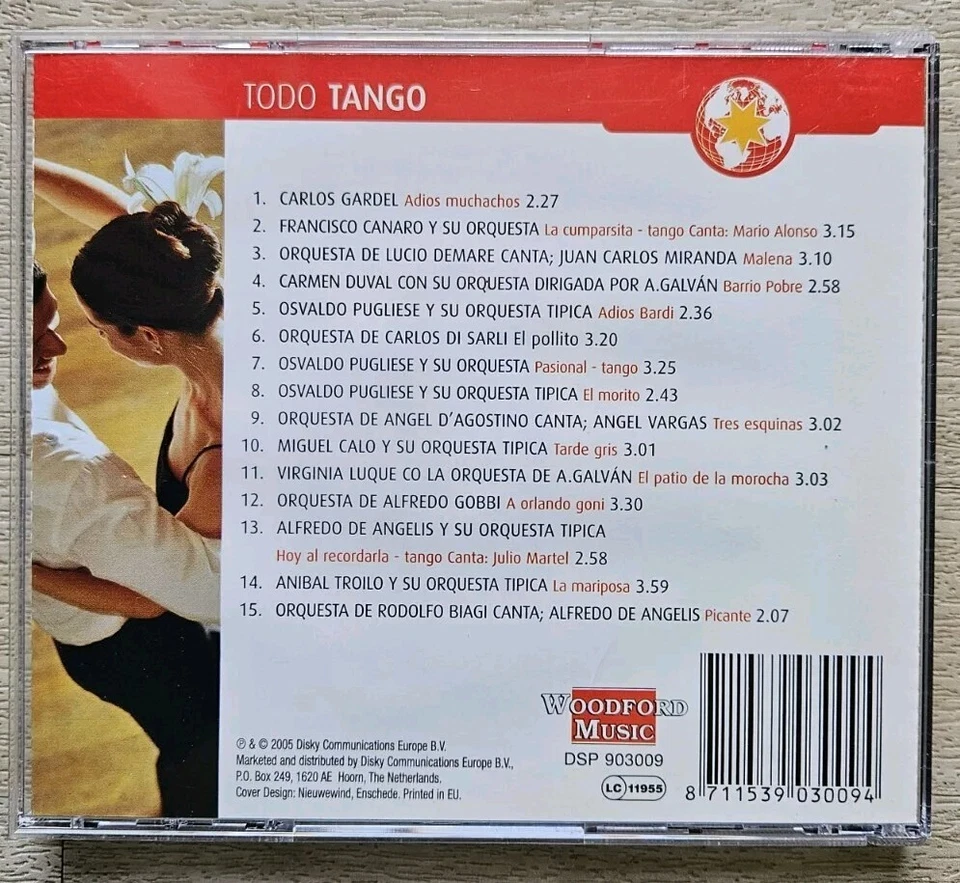 TODO TANGO
1. CARLOS GARDEL Adios muchachos 2.27
2. FRANCISCO CANARO Y SU ORQUESTA La cumparsita - tango Canta: Mario Alonso 3.15
3. ORQUESTA DE LUCIO DEMARE CANTA; JUAN CARLOS MIRANDA Malena 3.10
4. CARMEN DUVAL CON SU ORQUESTA DIRIGADA POR A.GALVÁN Barrio Pobre 2.58
5. OSVALDO PUGLIESE Y SU ORQUESTA TIPICA Adios Bardi 2.36
6. ORQUESTA DE CARLOS DI SARLI El pollito 3.20
7. OSVALDO PUGLIESE Y SU ORQUESTA Pasional - tango 3.25
8. OSVALDO PUGLIESE Y SU ORQUESTA TIPICA El morito 2.43
9. ORQUESTA DE ANGEL D'AGOSTINO CANTA; ANGEL VARGAS Tres esquinas 3.02
10. MIGUEL CALO Y SU ORQUESTA TIPICA Tarde gris 3.01
11. VIRGINIA LUQUE CO LA ORQUESTA DE A.GALVÁN El patio de la morocha 3.03
12. ORQUESTA DE ALFREDO GOBBI A orlando goni 3.30
13. ALFREDO DE ANGELIS Y SU ORQUESTA TIPICA
Hoy al recordarla - tango Canta: Julio Martel 2.58
14. ANIBAL TROILO Y SU ORQUESTA TIPICA La mariposa 3.59
15. ORQUESTA DE RODOLFO BIAGI CANTA; ALFREDO DE ANGELIS Picante 2.07
℗ & © 2005 Disky Communications Europe B.V.
Marketed and distributed by Disky Communications Europe B.V.,
P.O. Box 249, 1620 AE Hoorn, The Netherlands.
Cover Design: Nieuwewind, Enschede. Printed in EU.
WOODFORD
MUSIC
DSP 903009
LC 11955
8 711539 030094